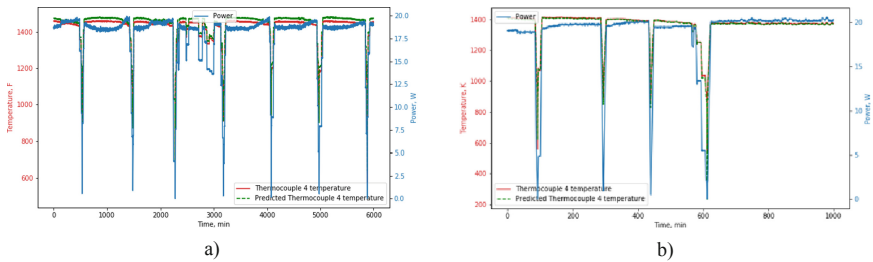 Power
Temperature, F
1400
1200
1000
800
600
20.0
17.5
15.0
12.5
10.0
7.5
5.0
2.5
0.0
Power, W
Thermocouple 4 temperature
Predicted Thermocouple 4 temperature
0 1000 2000 3000 4000 5000 6000
Time, min
a)
Power
Temperature, K
1400
1200
1000
800
600
400
200
20
15
10
5
0
Power, W
Thermocouple 4 temperature
Predicted Thermocouple 4 temperature
0 200 400 600 800 1000
Time, min
b)